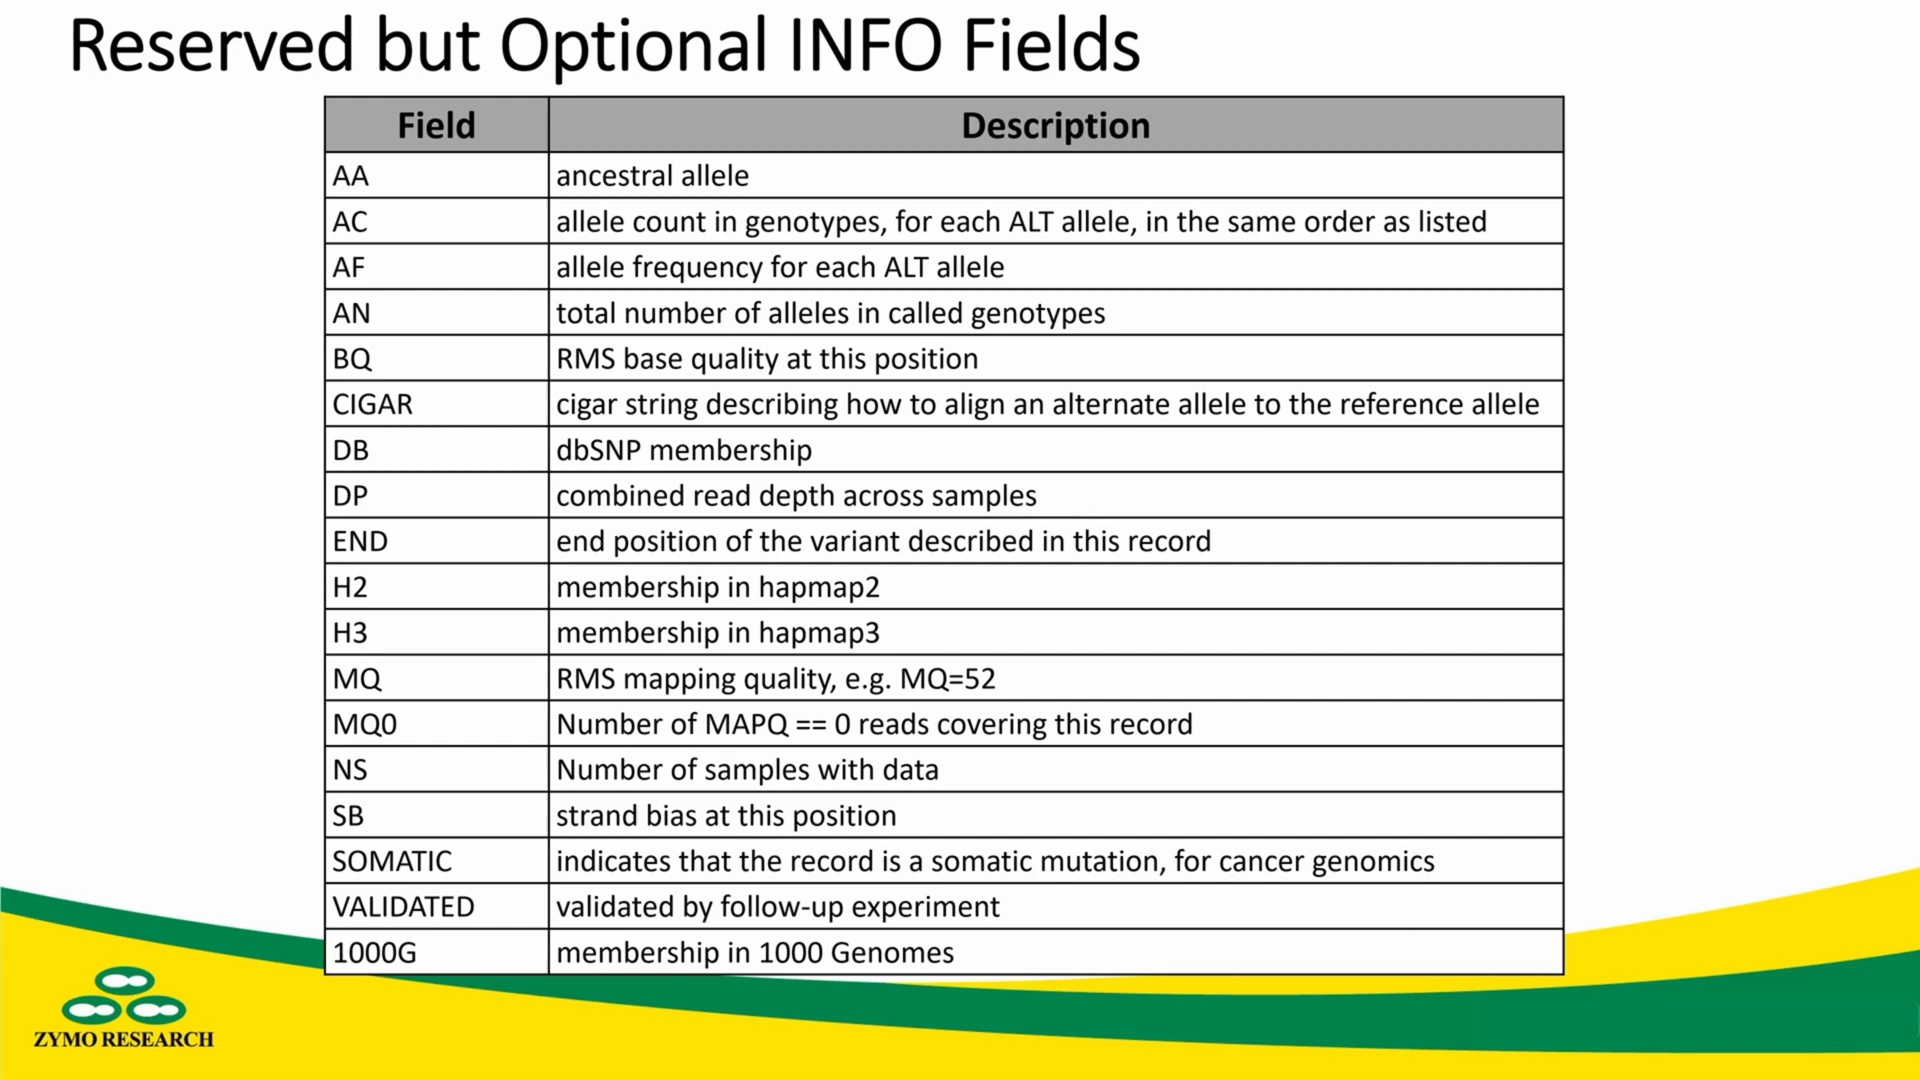 Reserved but Optional INFO Fields
Field Description
AA ancestral allele
AC allele count in genotypes, for each ALT allele, in the same order as listed
AF allele frequency for each ALT allele
AN total number of alleles in called genotypes
BQ RMS base quality at this position
CIGAR cigar string describing how to align an alternate allele to the reference allele
DB dbSNP membership
DP combined read depth across samples
END end position of the variant described in this record
H2 membership in hapmap2
H3 membership in hapmap3
MQ RMS mapping quality, e.g. MQ=52
MQ0 Number of MAPQ == 0 reads covering this record
NS Number of samples with data
SB strand bias at this position
SOMATIC indicates that the record is a somatic mutation, for cancer genomics
VALIDATED validated by follow-up experiment
1000G membership in 1000 Genomes
ZYMO RESEARCH